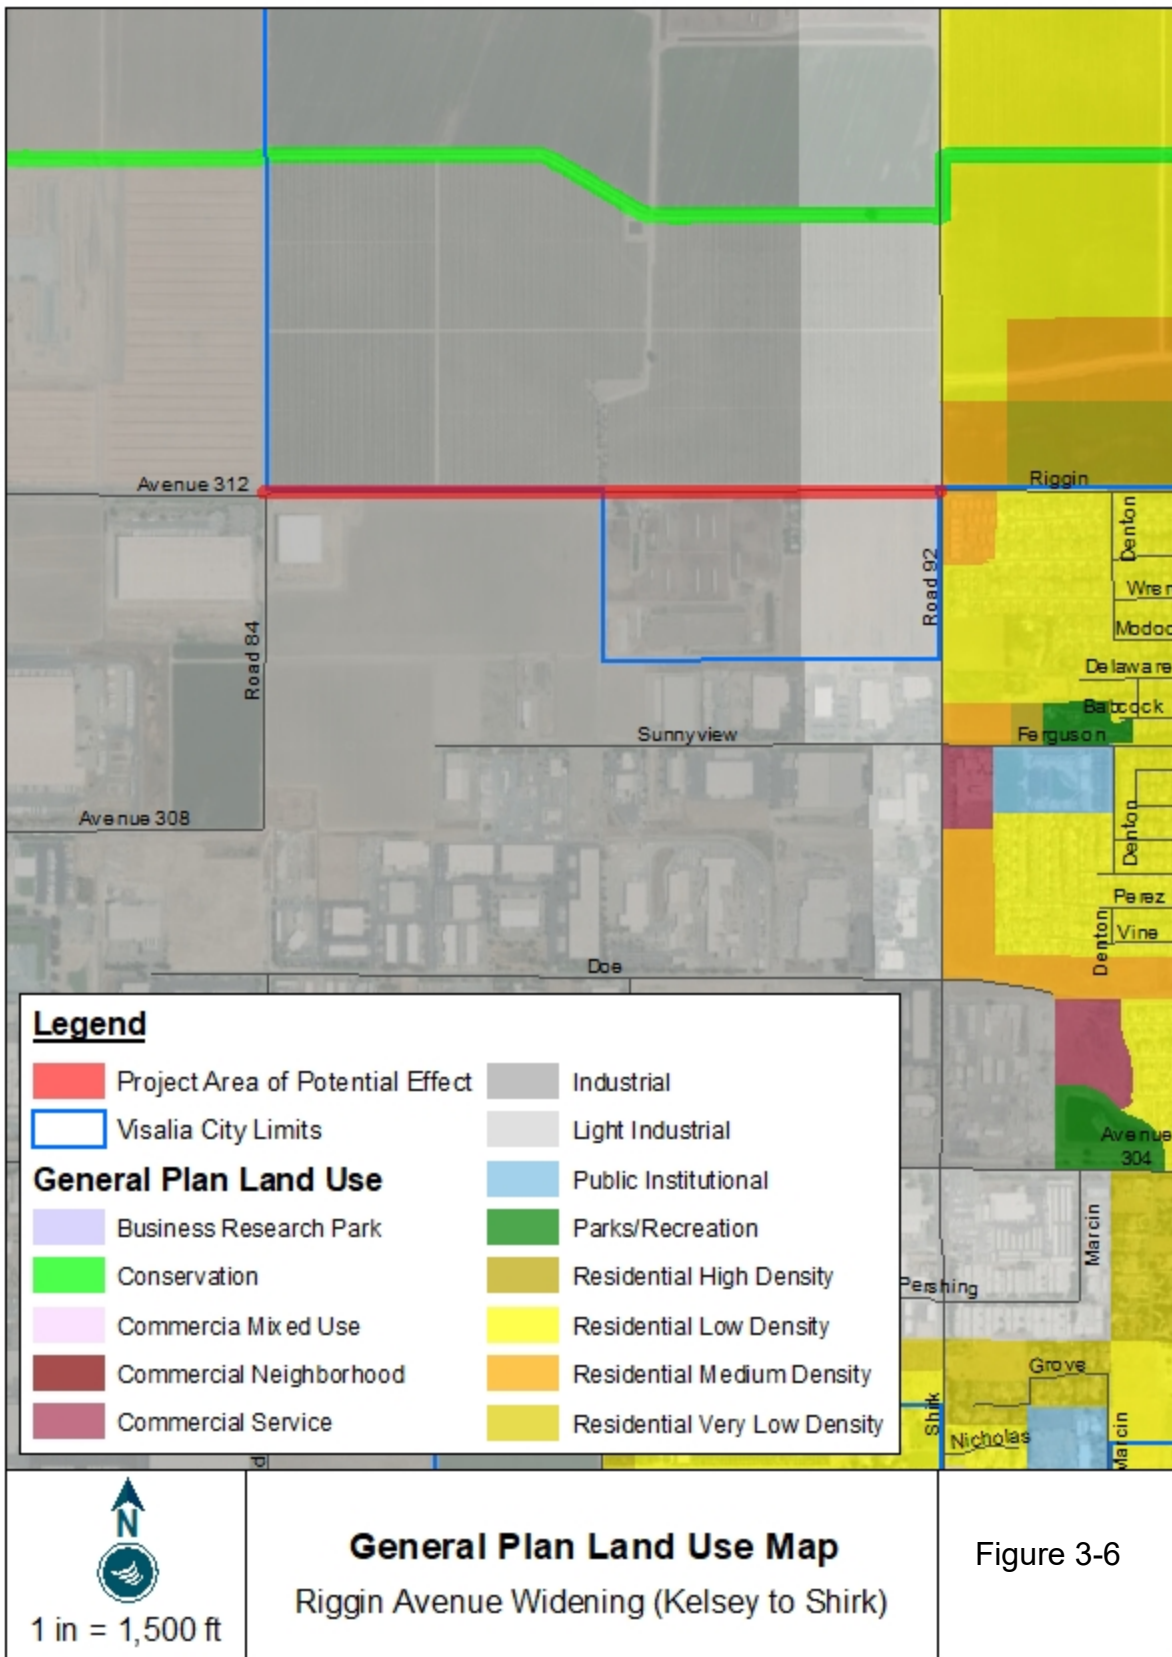 Avenue 312
Riggin
Denton
Road 92
Wren
Modoc
Road 84
Delaware
Babcock
Sunnyview
Ferguson
Avenue 308
Denton
Perez
Denton
Vine
Doe
Legend
Project Area of Potential Effect
Visalia City Limits
General Plan Land Use
Business Research Park
Conservation
Commercia Mixed Use
Commercial Neighborhood
Commercial Service
Industrial
Light Industrial
Public Institutional
Parks/Recreation
Residential High Density
Residential Low Density
Residential Medium Density
Residential Very Low Density
Avenue
304
Marcin
Pershing
Grove
Shirk
Nicholas
Marcin
N
1 in = 1,500 ft
General Plan Land Use Map
Riggin Avenue Widening (Kelsey to Shirk)
Figure 3-6